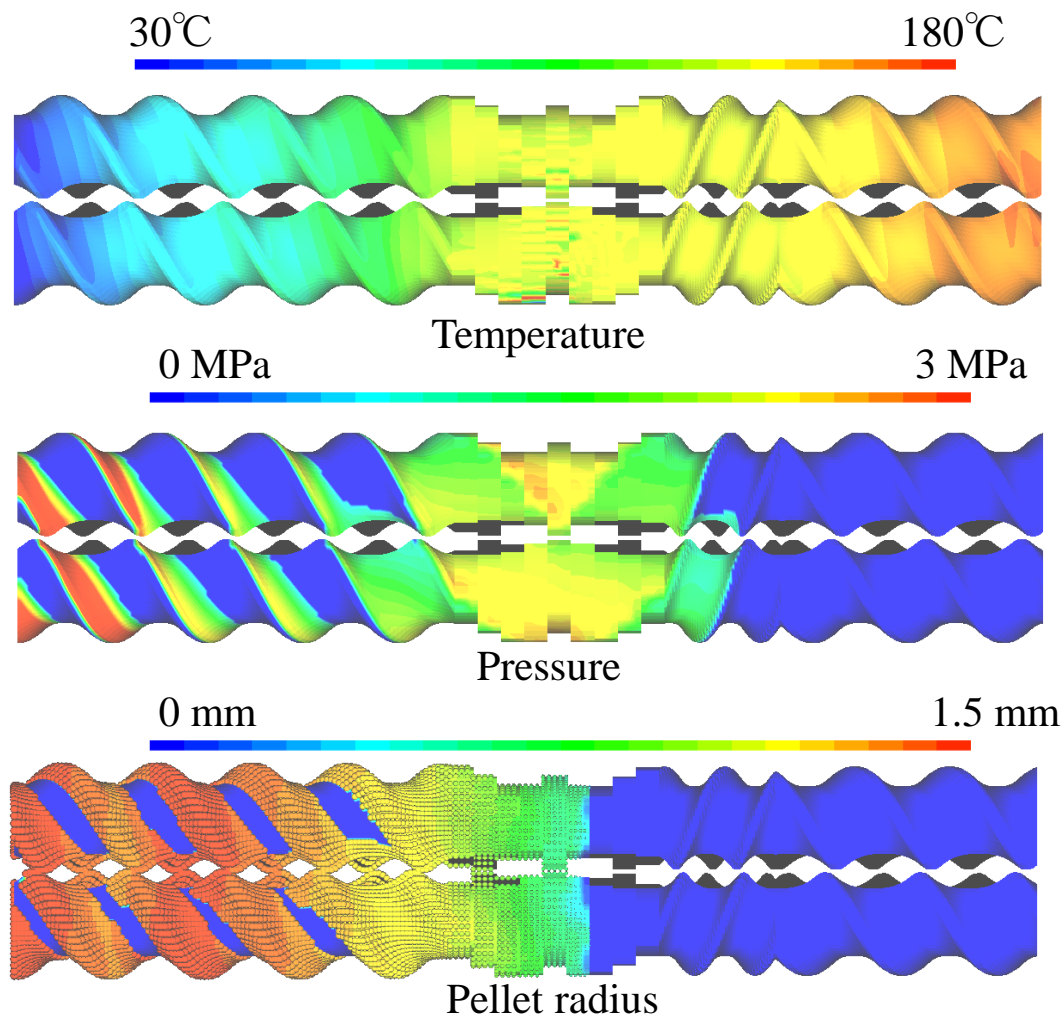 30℃ 180℃
Temperature
0 MPa 3 MPa
Pressure
0 mm 1.5 mm
Pellet radius